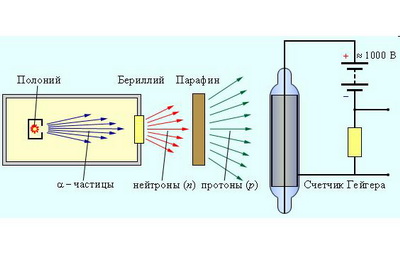 + ≈ 1000 В
Полоний Бериллий Парафин
−
α – частицы нейтроны (n) протоны (p) Счетчик Гейгера